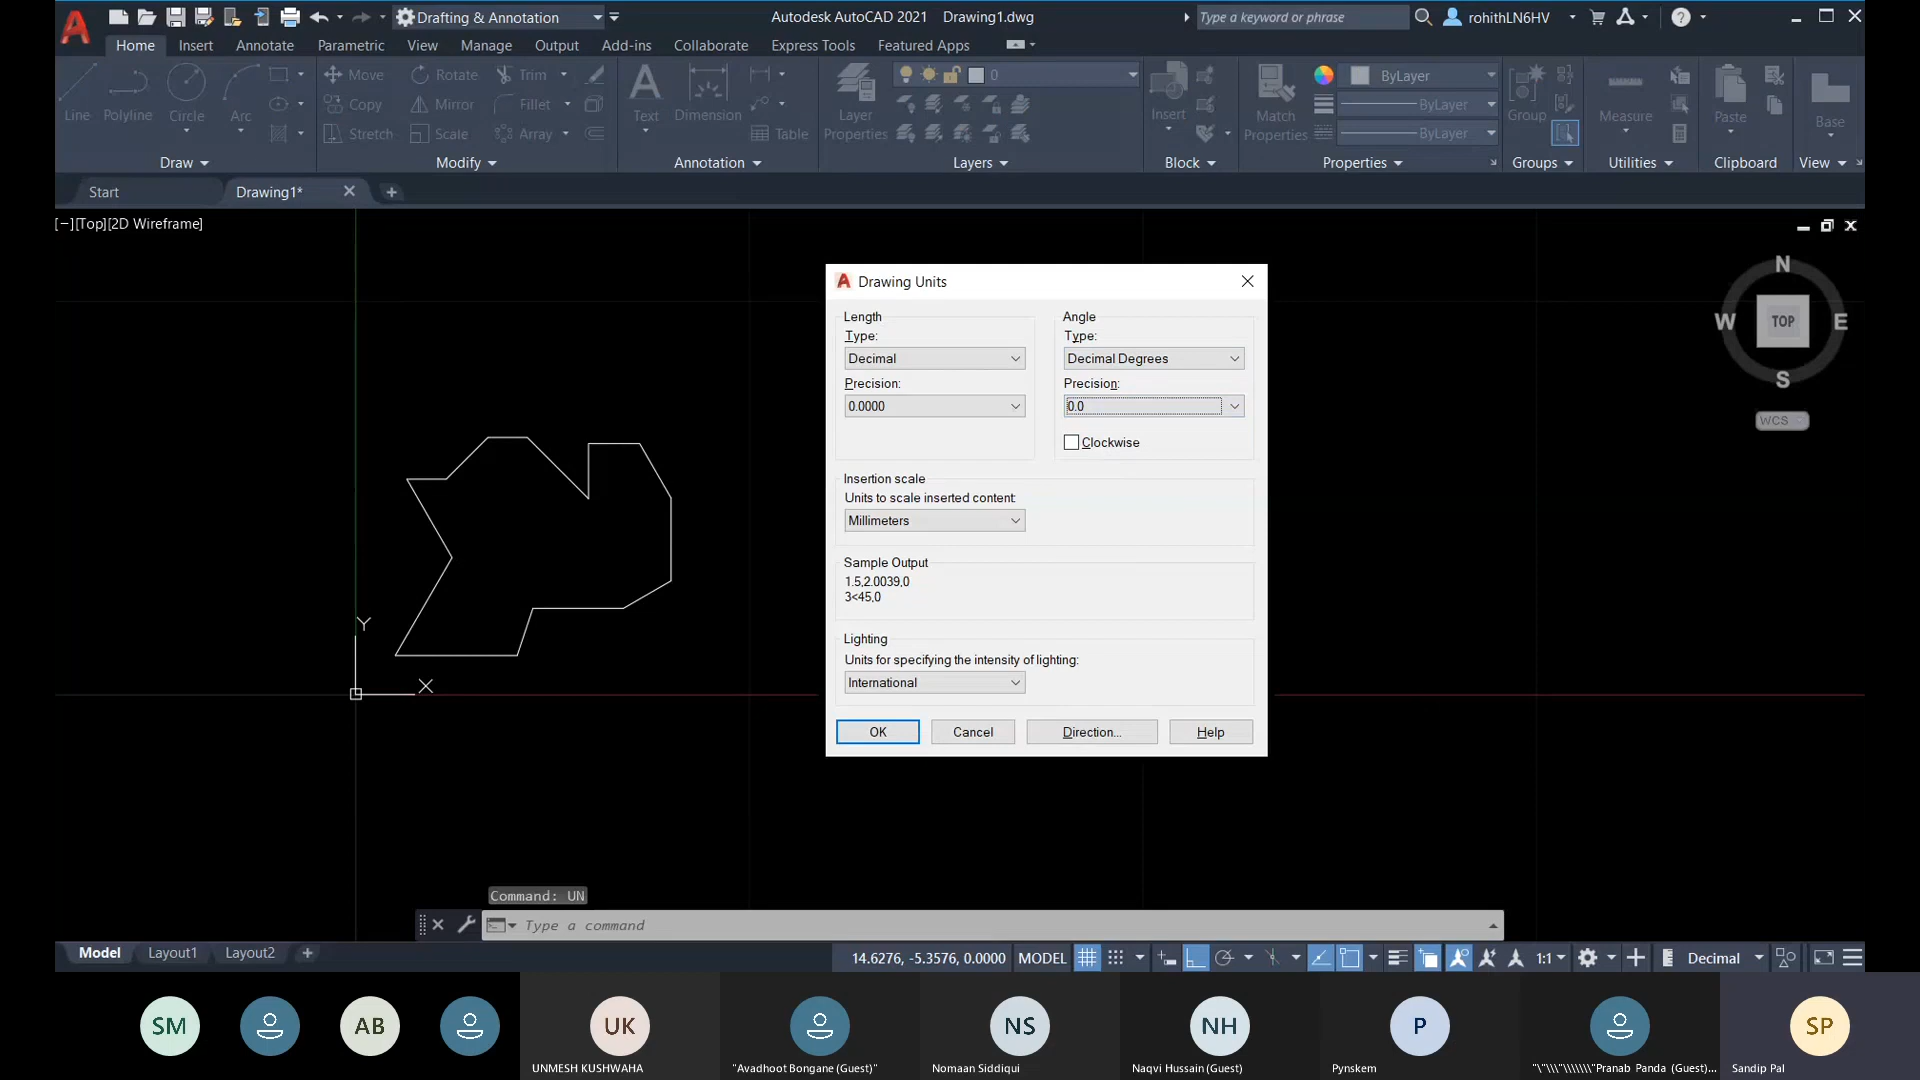 Drafting & Annotation
Autodesk AutoCAD 2021 Drawing1.dwg
Type a keyword or phrase
rohithLN6HV
Home Insert Annotate Parametric View Manage Output Add-ins Collaborate Express Tools Featured Apps
Line Polyline Circle Arc
Move Rotate Trim
Copy Mirror Fillet
Stretch Scale Array
Text Dimension Table
Layer Properties
0
Insert
Match Properties
ByLayer
ByLayer
ByLayer
Group
Measure
Paste
Base
Draw Modify Annotation Layers Block Properties Groups Utilities Clipboard View
Start Drawing1*
[−][Top][2D Wireframe]
N
W TOP E
S
WCS
Y
X
Drawing Units
Length
Type:
Decimal
Precision:
0.0000
Angle
Type:
Decimal Degrees
Precision:
0.0
Clockwise
Insertion scale
Units to scale inserted content:
Millimeters
Sample Output
1.5,2.0039,0
3<45,0
Lighting
Units for specifying the intensity of lighting:
International
OK Cancel Direction... Help
Command: UN
Type a command
Model Layout1 Layout2
14.6276, -5.3576, 0.0000 MODEL 1:1 Decimal
SM AB UK NS NH P SP
UNMESH KUSHWAHA "Avadhoot Bongane (Guest)" Nomaan Siddiqui Naqvi Hussain (Guest) Pynskem "\"\\\"\\\\\\\"Pranab Panda (Guest)... Sandip Pal